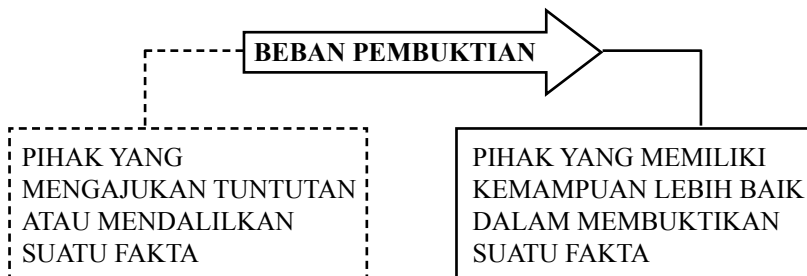 BEBAN PEMBUKTIAN
PIHAK YANG
MENGAJUKAN TUNTUTAN
ATAU MENDALILKAN
SUATU FAKTA
PIHAK YANG MEMILIKI
KEMAMPUAN LEBIH BAIK
DALAM MEMBUKTIKAN
SUATU FAKTA